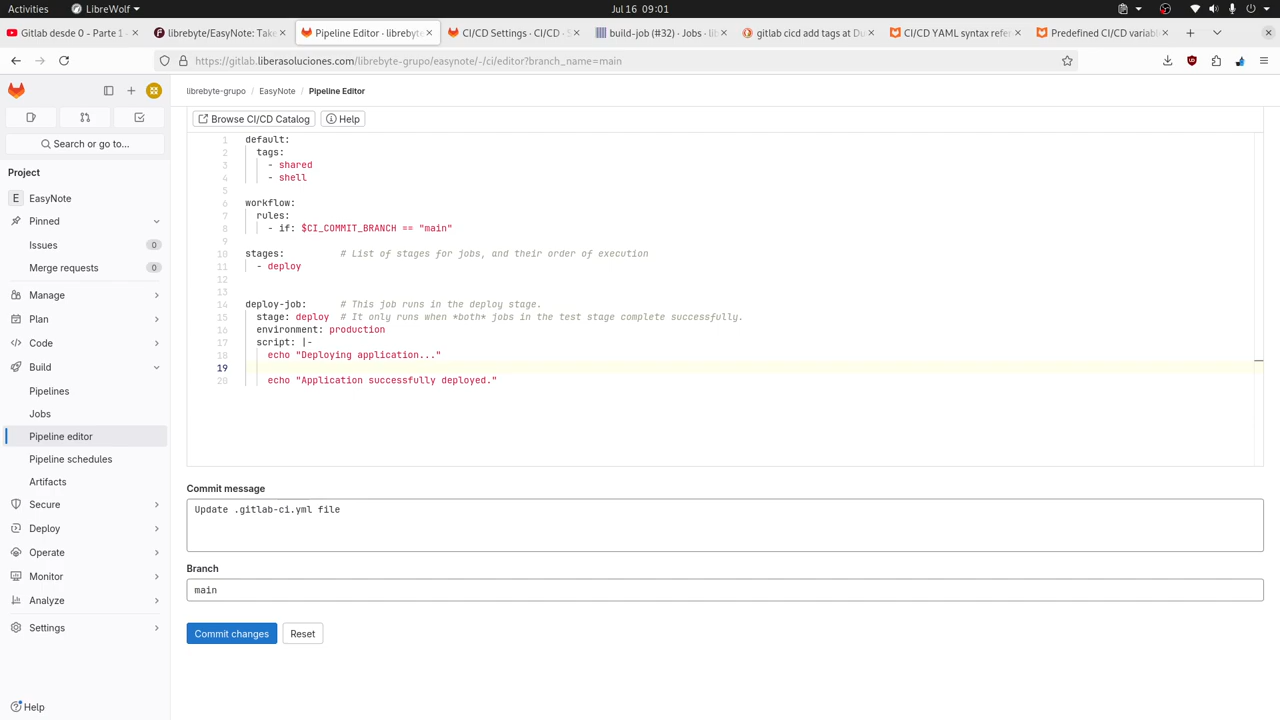 Activities
LibreWolf
Jul 16 09:01
Gitlab desde 0 - Parte 1 -
librebyte/EasyNote: Take
Pipeline Editor · librebyte
CI/CD Settings · CI/CD · S
build-job (#32) · Jobs · lib
gitlab cicd add tags at Du
CI/CD YAML syntax refer
Predefined CI/CD variab
https://gitlab.liberasoluciones.com/librebyte-grupo/easynote/-/ci/editor?branch_name=main
librebyte-grupo
EasyNote
Pipeline Editor
Search or go to...
Project
E EasyNote
Pinned
Issues 0
Merge requests 0
Manage
Plan
Code
Build
Pipelines
Jobs
Pipeline editor
Pipeline schedules
Artifacts
Secure
Deploy
Operate
Monitor
Analyze
Settings
Help
Browse CI/CD Catalog
Help
1 default:
2   tags:
3     - shared
4     - shell
5
6 workflow:
7   rules:
8     - if: $CI_COMMIT_BRANCH == "main"
9
10 stages:          # List of stages for jobs, and their order of execution
11   - deploy
12
13
14 deploy-job:      # This job runs in the deploy stage.
15   stage: deploy  # It only runs when *both* jobs in the test stage complete successfully.
16   environment: production
17   script: |-
18     echo "Deploying application..."
19
20     echo "Application successfully deployed."
Commit message
Update .gitlab-ci.yml file
Branch
main
Commit changes
Reset